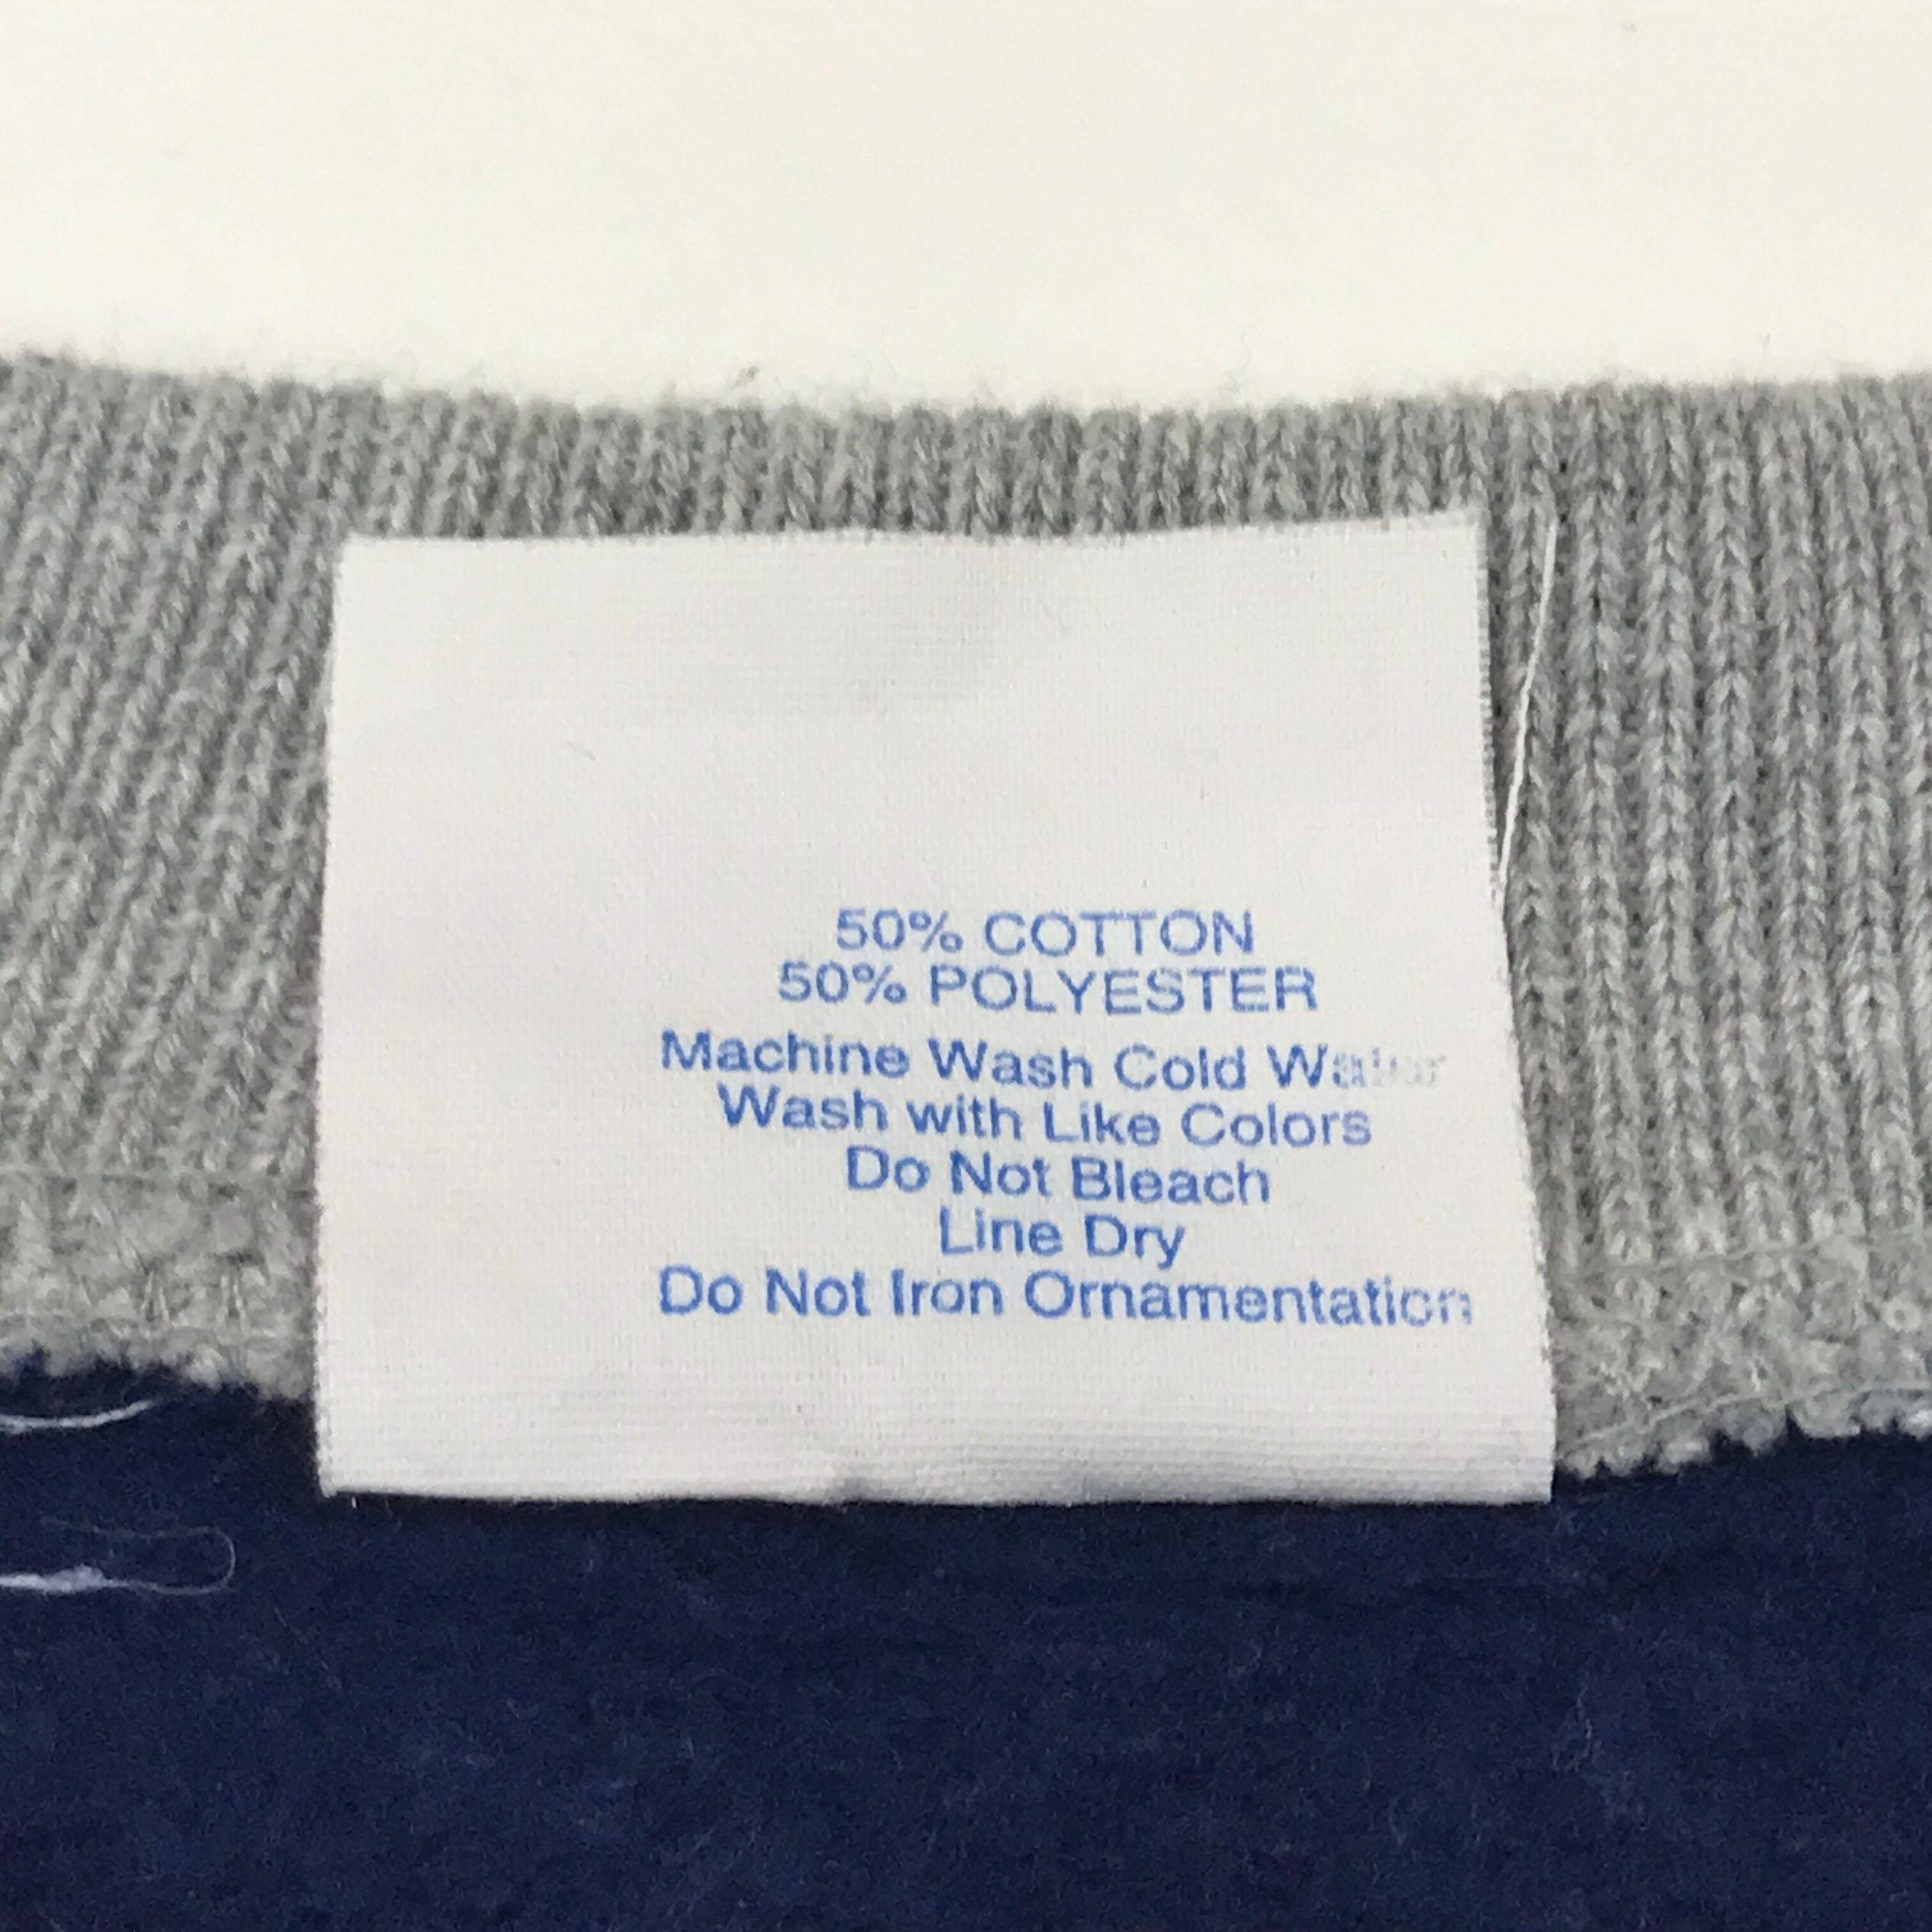 50% COTTON
50% POLYESTER
Machine Wash Cold Water
Wash with Like Colors
Do Not Bleach
Line Dry
Do Not Iron Ornamentation